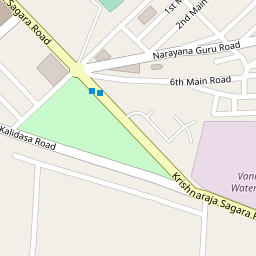 Sagara Road
1st M
2nd Main
Narayana Guru Road
6th Main Road
Kalidasa Road
Vani
Water
Krishnaraja Sagara R